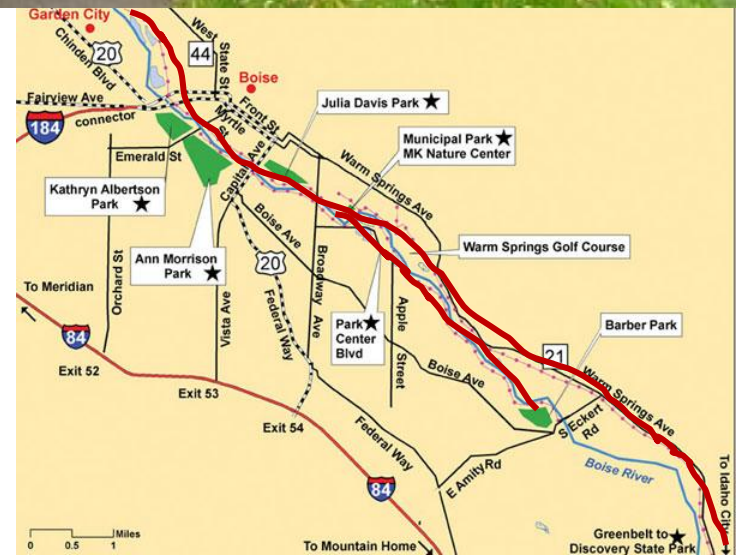 Garden City
Chinden Blvd
20
West
State St
44
Boise
Fairview Ave
connector
184
Front St
Myrtle
St
Emerald St
Capital Ave
Julia Davis Park ★
Municipal Park ★
MK Nature Center
Warm Springs Ave
Kathryn Albertson
Park ★
Ann Morrison
Park ★
Boise Ave
20
Warm Springs Golf Course
Orchard St
Vista Ave
Federal Way
Broadway Ave
To Meridian
84
Park ★
Center
Blvd
Apple
Street
Barber Park
21
Exit 52
Boise Ave
Warm Springs Ave
Exit 53
S Eckert
Rd
Exit 54
Federal Way
E Amity Rd
Boise River
To Idaho City
84
Miles
0 0.5 1
To Mountain Home
Greenbelt to ★
Discovery State Park